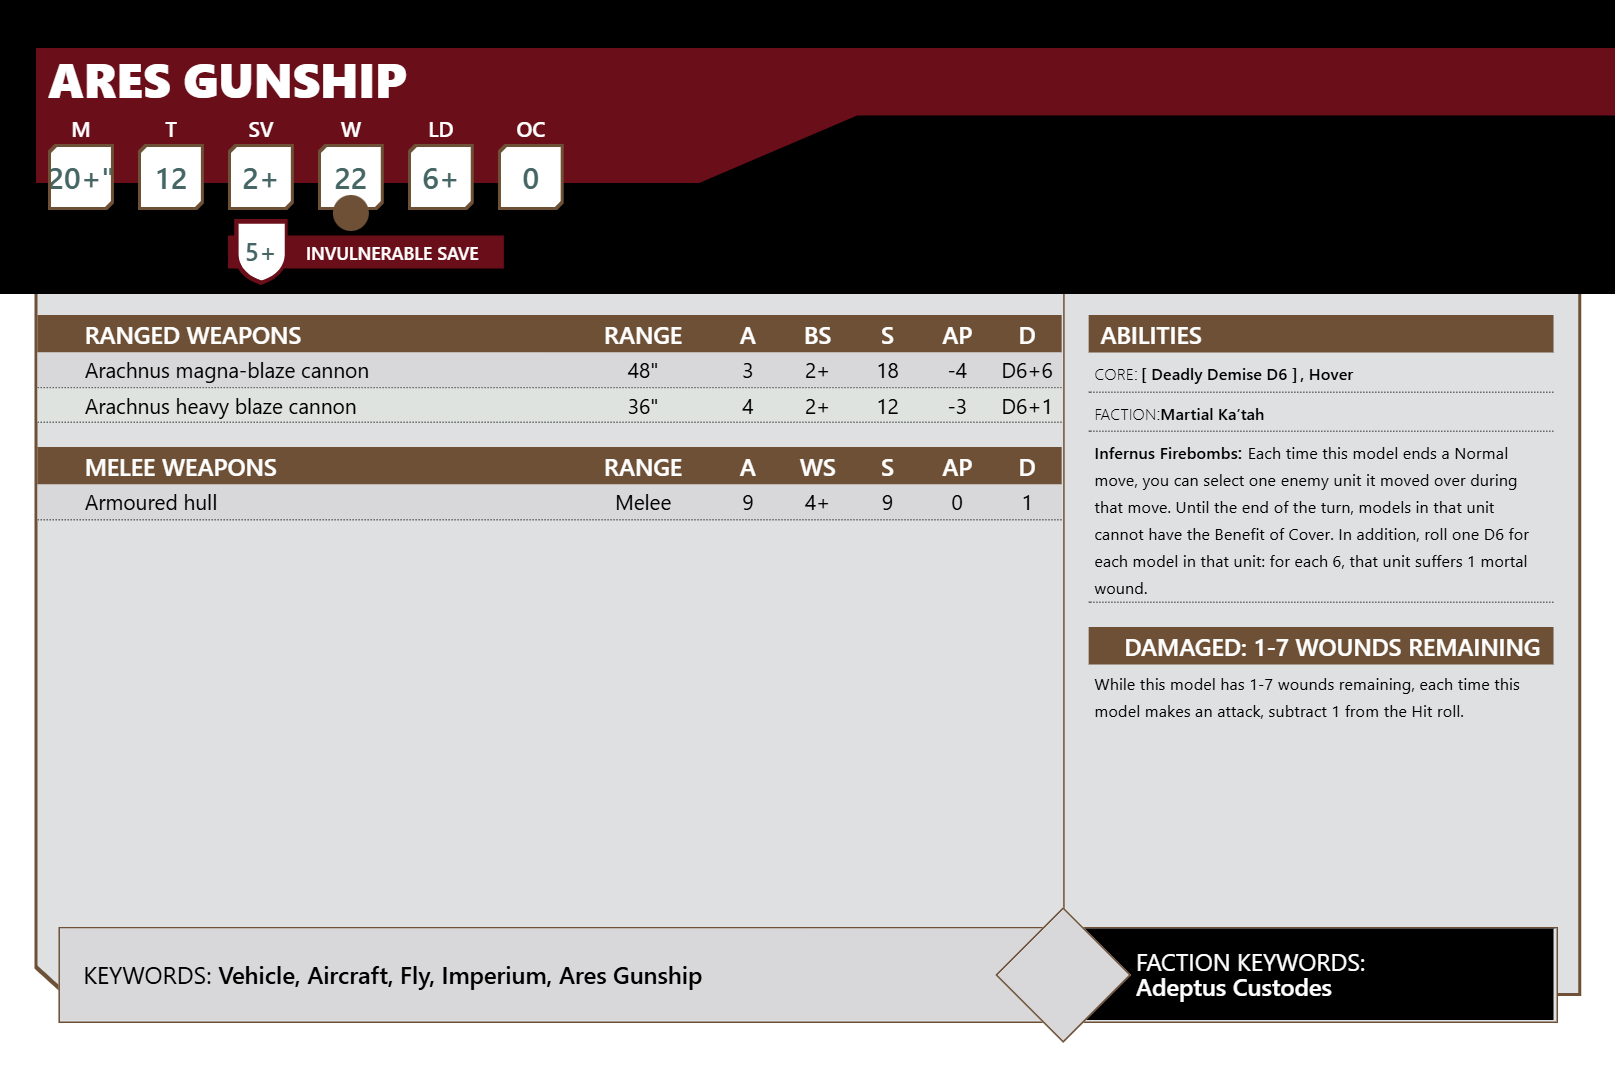 ARES GUNSHIP
M T SV W LD OC
20+" 12 2+ 22 6+ 0
5+ INVULNERABLE SAVE
RANGED WEAPONS RANGE A BS S AP D
Arachnus magna-blaze cannon 48" 3 2+ 18 -4 D6+6
Arachnus heavy blaze cannon 36" 4 2+ 12 -3 D6+1
MELEE WEAPONS RANGE A WS S AP D
Armoured hull Melee 9 4+ 9 0 1
ABILITIES
CORE: [ Deadly Demise D6 ] , Hover
FACTION:Martial Ka’tah
Infernus Firebombs: Each time this model ends a Normal
move, you can select one enemy unit it moved over during
that move. Until the end of the turn, models in that unit
cannot have the Benefit of Cover. In addition, roll one D6 for
each model in that unit: for each 6, that unit suffers 1 mortal
wound.
DAMAGED: 1-7 WOUNDS REMAINING
While this model has 1-7 wounds remaining, each time this
model makes an attack, subtract 1 from the Hit roll.
KEYWORDS: Vehicle, Aircraft, Fly, Imperium, Ares Gunship
FACTION KEYWORDS:
Adeptus Custodes